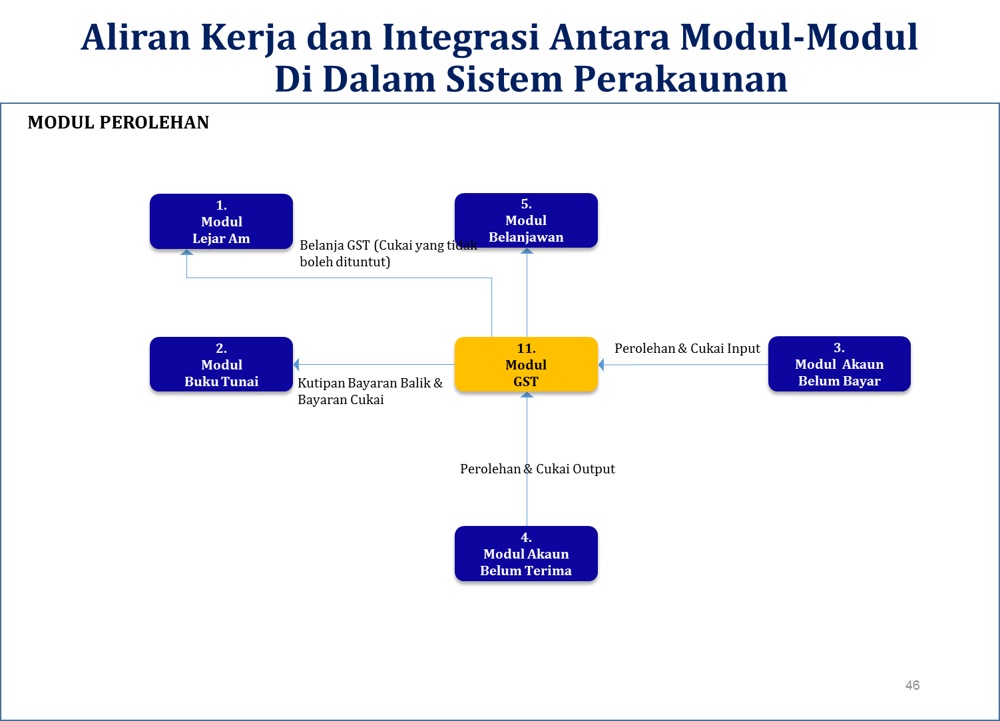 Aliran Kerja dan Integrasi Antara Modul-Modul
Di Dalam Sistem Perakaunan
MODUL PEROLEHAN
1.
Modul
Lejar Am
5.
Modul
Belanjawan
Belanja GST (Cukai yang tidak
boleh dituntut)
2.
Modul
Buku Tunai
11.
Modul
GST
Perolehan & Cukai Input
3.
Modul Akaun
Belum Bayar
Kutipan Bayaran Balik &
Bayaran Cukai
Perolehan & Cukai Output
4.
Modul Akaun
Belum Terima
46